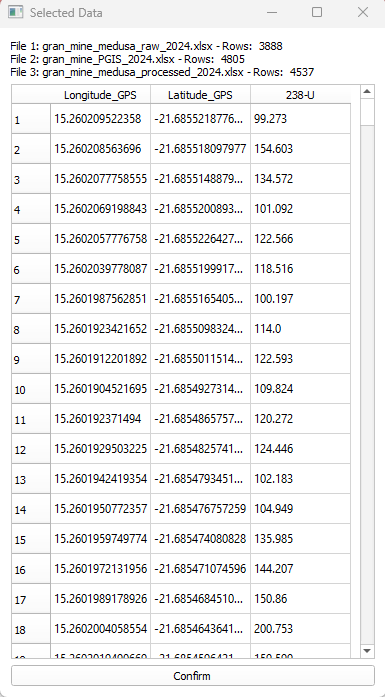 Selected Data
File 1: gran_mine_medusa_raw_2024.xlsx - Rows: 3888
File 2: gran_mine_PGIS_2024.xlsx - Rows: 4805
File 3: gran_mine_medusa_processed_2024.xlsx - Rows: 4537
Longitude_GPS Latitude_GPS 238-U
1 15.260209522358 -21.6855218776... 99.273
2 15.260208563696 -21.685518097977 154.603
3 15.2602077758555 -21.6855148879... 134.572
4 15.2602069198843 -21.6855200893... 101.092
5 15.2602057776758 -21.6855226427... 122.566
6 15.2602039778087 -21.6855199917... 118.516
7 15.2601987562851 -21.6855165405... 100.197
8 15.2601923421652 -21.6855098324... 114.0
9 15.2601912201892 -21.6855011514... 122.593
10 15.2601904521695 -21.6854927314... 109.824
11 15.260192371494 -21.6854865757... 120.272
12 15.2601929503225 -21.6854825741... 124.446
13 15.2601942419354 -21.6854793451... 102.183
14 15.260195077​2357 -21.685476757259 104.949
15 15.2601959749774 -21.685474080828 135.985
16 15.2601972131956 -21.685471074596 144.207
17 15.2601989178926 -21.6854684510... 150.86
18 15.2602004058554 -21.6854643641... 200.753
Confirm